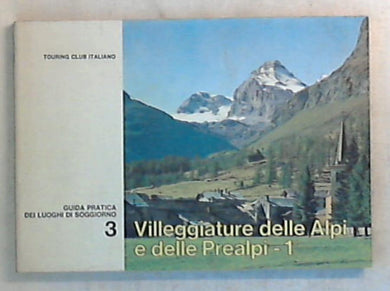 TOURING CLUB ITALIANO
GUIDA PRATICA
DEI LUOGHI DI SOGGIORNO
3
Villeggiature delle Alpi
e delle Prealpi - 1